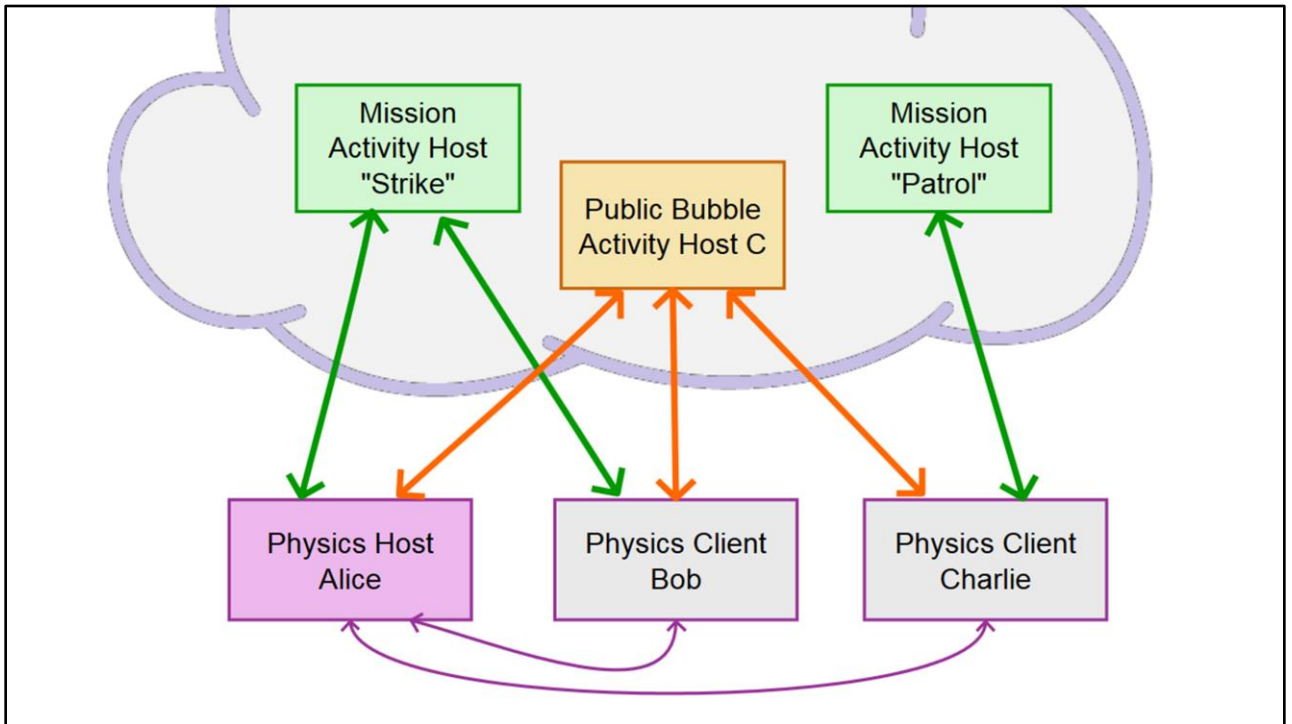 Mission
Activity Host
"Strike"
Mission
Activity Host
"Patrol"
Public Bubble
Activity Host C
Physics Host
Alice
Physics Client
Bob
Physics Client
Charlie